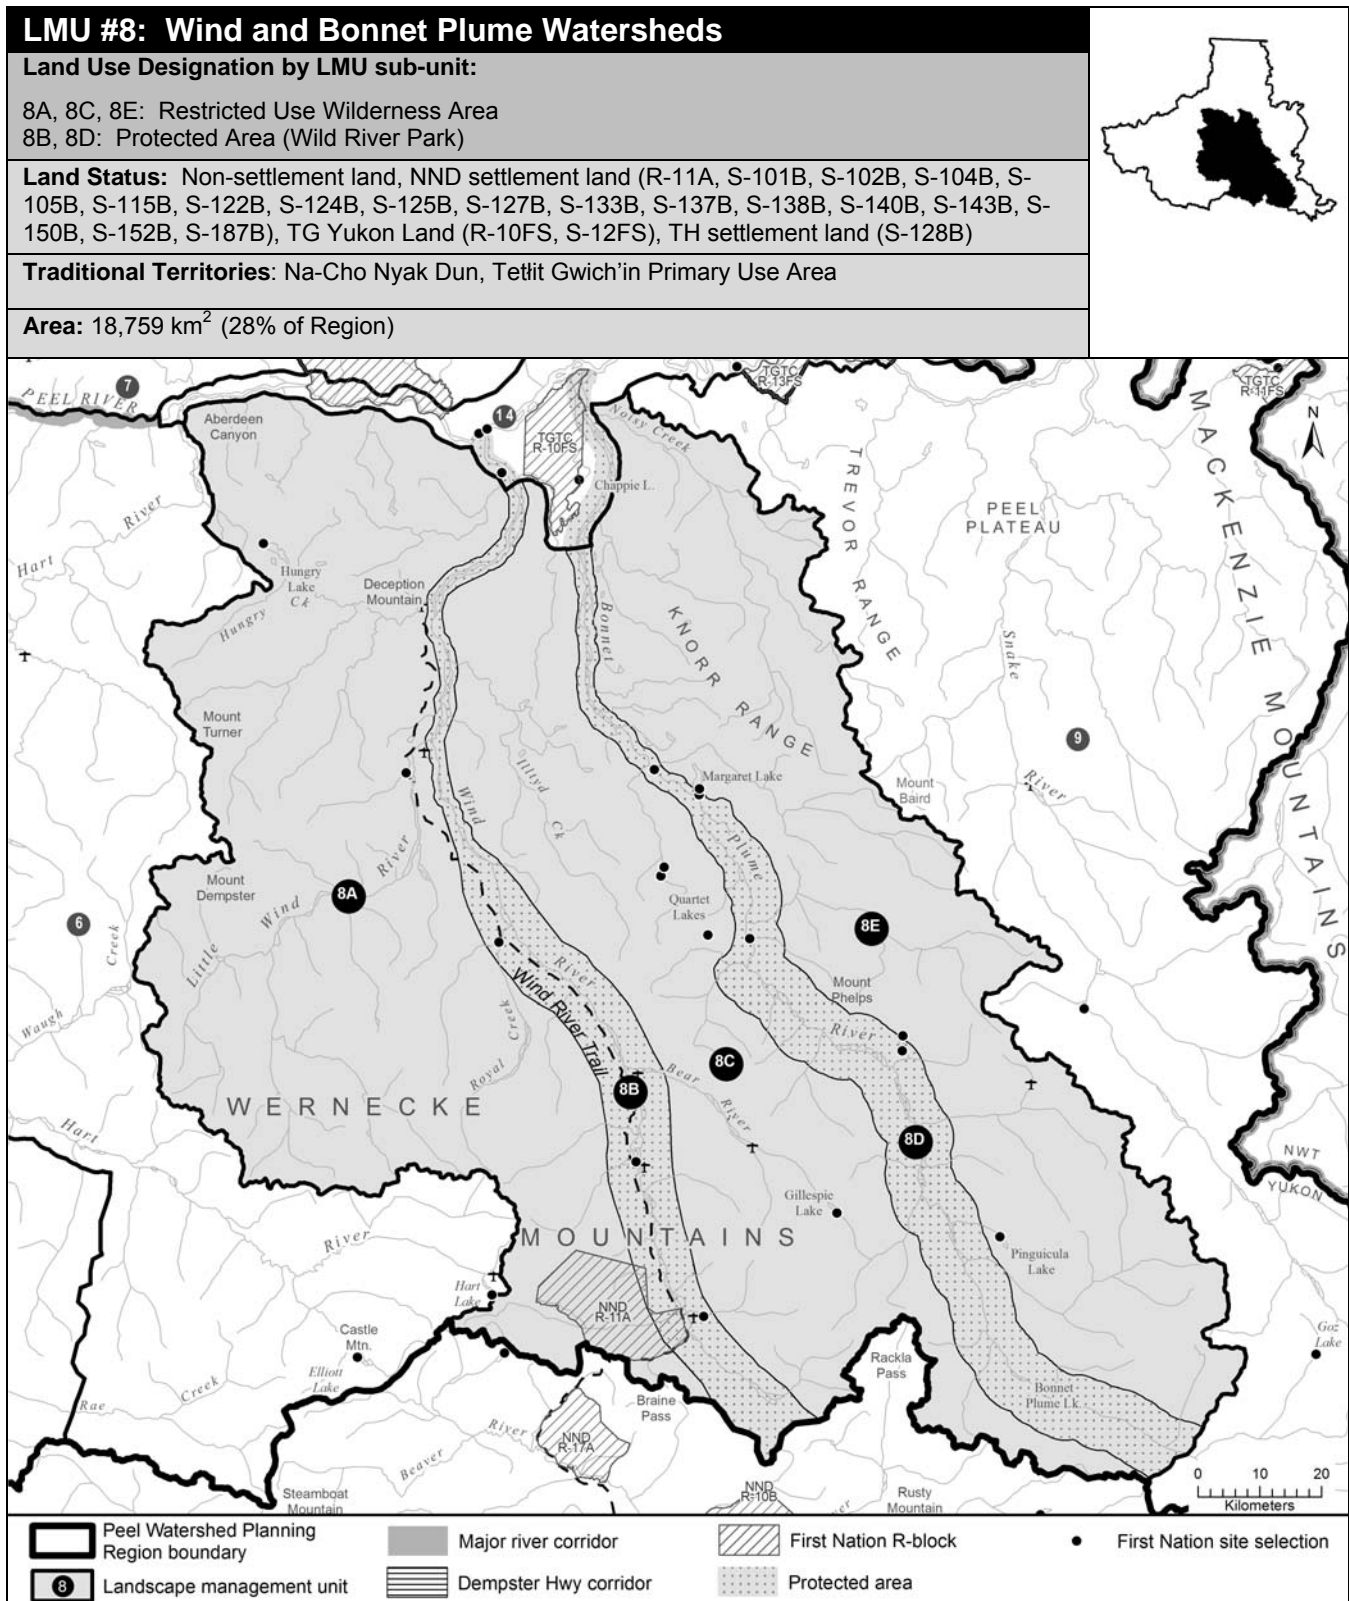 LMU #8: Wind and Bonnet Plume Watersheds
Land Use Designation by LMU sub-unit:
8A, 8C, 8E: Restricted Use Wilderness Area
8B, 8D: Protected Area (Wild River Park)
Land Status: Non-settlement land, NND settlement land (R-11A, S-101B, S-102B, S-104B, S-
105B, S-115B, S-122B, S-124B, S-125B, S-127B, S-133B, S-137B, S-138B, S-140B, S-143B, S-
150B, S-152B, S-187B), TG Yukon Land (R-10FS, S-12FS), TH settlement land (S-128B)
Traditional Territories: Na-Cho Nyak Dun, Tetłit Gwich'in Primary Use Area
Area: 18,759 km² (28% of Region)
7
PEEL RIVER
Aberdeen
Canyon
14
TGTC
R-10FS
Noisy Creek
TGTC
R-13FS
TGTC
R-11FS
N
MACKENZIE MOUNTAINS
Chappie L.
TREVOR RANGE
PEEL
PLATEAU
Hart River
Hungry
Lake
Ck
Hungry
Deception
Mountain
Bonnet
KNORR RANGE
Snake
River
9
Mount
Turner
Wind
Illtyd
Ck
Margaret Lake
Mount
Baird
Plume
Mount
Dempster
8A
Little Wind River
6
Creek
Waugh
Quartet
Lakes
8E
Mount
Phelps
River
Wind River Trail
River
Royal Creek
8C
Bear
River
8B
8D
WERNECKE
Hart
NWT
YUKON
Gillespie
Lake
MOUNTAINS
River
Pinguicula
Lake
Hart
Lake
NND
R-11A
Castle
Mtn.
Elliott
Lake
Goz
Lake
Rackla
Pass
Rae Creek
Braine
Pass
Bonnet
Plume Lk.
River
Beaver
NND
R-17A
NND
R-10B
River
Steamboat
Mountain
Rusty
Mountain
0 10 20
Kilometers
Peel Watershed Planning
Region boundary
Major river corridor
First Nation R-block
First Nation site selection
8
Landscape management unit
Dempster Hwy corridor
Protected area